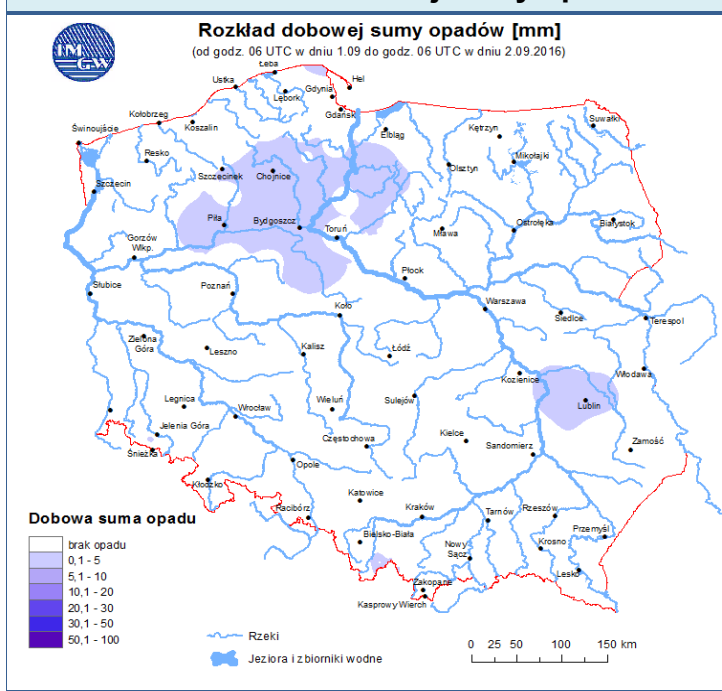 Rozkład dobowej sumy opadów [mm]
(od godz. 06 UTC w dniu 1.09 do godz. 06 UTC w dniu 2.09.2016)
IM
GW
Łeba
Hel
Ustka
Gdynia
Lębork
Gdańsk
Kołobrzeg
Koszalin
Suwałki
Świnoujście
Elbląg
Kętrzyn
Resko
Mikołajki
Szczecinek
Chojnice
Olsztyn
Szczecin
Piła
Bydgoszcz
Toruń
Mława
Ostrołęka
Białystok
Gorzów
Wlkp.
Płock
Słubice
Poznań
Koło
Warszawa
Siedlce
Terespol
Zielona
Góra
Leszno
Kalisz
Łódź
Kozienice
Włodawa
Legnica
Wrocław
Wieluń
Sulejów
Lublin
Jelenia Góra
Częstochowa
Kielce
Sandomierz
Zamość
Śnieżka
Opole
Kłodzko
Katowice
Racibórz
Kraków
Tarnów
Rzeszów
Bielsko-Biała
Przemyśl
Nowy
Sącz
Krosno
Lesko
Zakopane
Kasprowy Wierch
Dobowa suma opadu
brak opadu
0,1 - 5
5,1 - 10
10,1 - 20
20,1 - 30
30,1 - 50
50,1 - 100
Rzeki
Jeziora i zbiorniki wodne
0 25 50 100 150 km